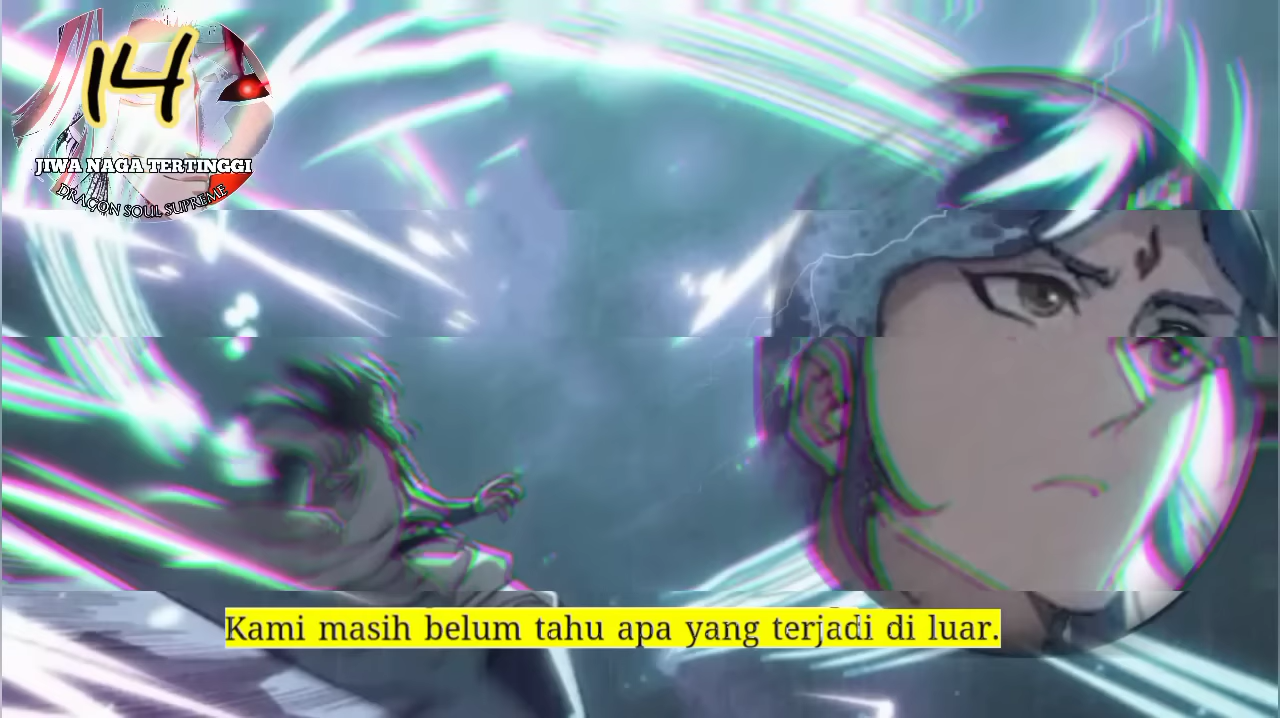 14
JIWA NAGA TERTINGGI
DRAGON SOUL SUPREME
Kami masih belum tahu apa yang terjadi di luar.